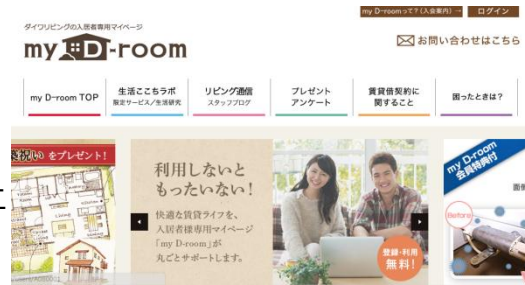 my D-roomって？(入会案内) →
ログイン
ダイワリビングの入居者専用マイページ
my D-room
お問い合わせはこちら
my D-room TOP
生活ここちラボ
限定サービス/生活研究
リビング通信
スタッフブログ
プレゼント
アンケート
賃貸借契約に
関すること
困ったときは？
祝い をプレゼント！
利用しないと
もったいない！
快適な賃貸ライフを、
入居者様専用マイページ
「my D-room」が
丸ごとサポートします。
登録・利用
無料！
my D-room
会員特典付
Before